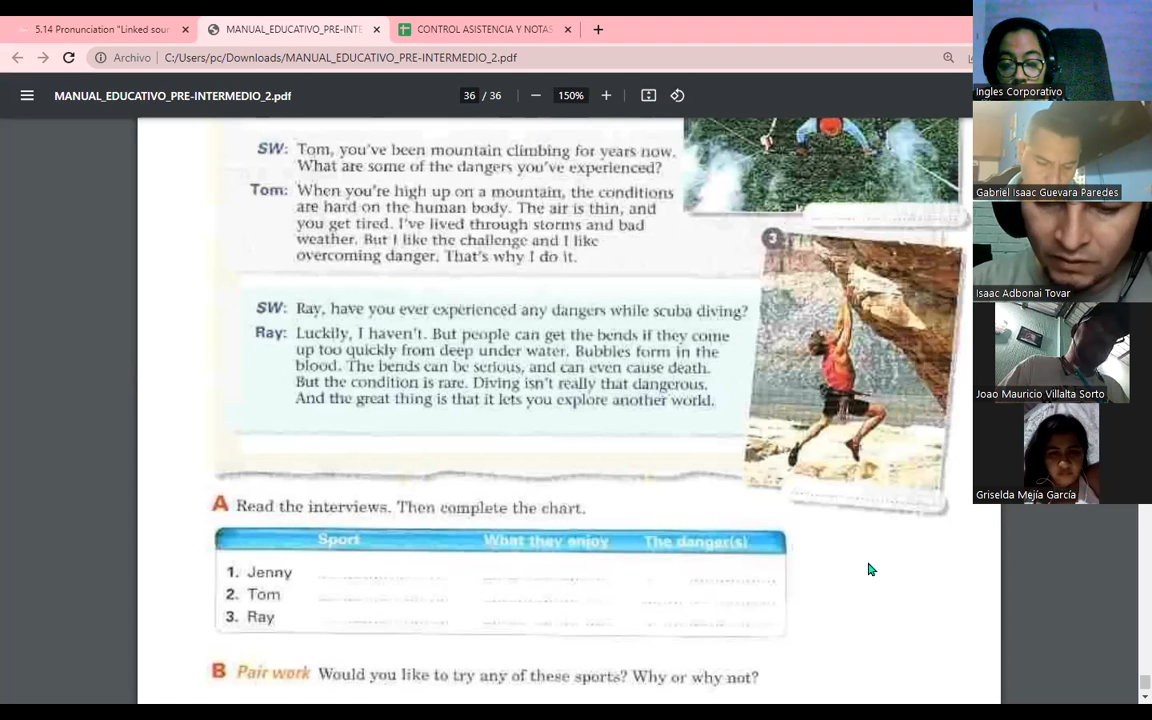 5.14 Pronunciation "Linked sour
MANUAL_EDUCATIVO_PRE-INTE
CONTROL ASISTENCIA Y NOTAS
Archivo
C:/Users/pc/Downloads/MANUAL_EDUCATIVO_PRE-INTERMEDIO_2.pdf
MANUAL_EDUCATIVO_PRE-INTERMEDIO_2.pdf
36 / 36
150%
SW: Tom, you've been mountain climbing for years now.
What are some of the dangers you've experienced?
Tom: When you're high up on a mountain, the conditions
are hard on the human body. The air is thin, and
you get tired. I've lived through storms and bad
weather. But I like the challenge and I like
overcoming danger. That's why I do it.
3
SW: Ray, have you ever experienced any dangers while scuba diving?
Ray: Luckily, I haven't. But people can get the bends if they come
up too quickly from deep under water. Bubbles form in the
blood. The bends can be serious, and can even cause death.
But the condition is rare. Diving isn't really that dangerous.
And the great thing is that it lets you explore another world.
A Read the interviews. Then complete the chart.
Sport What they enjoy The danger(s)
1. Jenny
2. Tom
3. Ray
B Pair work Would you like to try any of these sports? Why or why not?
Ingles Corporativo
Gabriel Isaac Guevara Paredes
Isaac Adbonai Tovar
Joao Mauricio Villalta Sorto
Griselda Mejía García